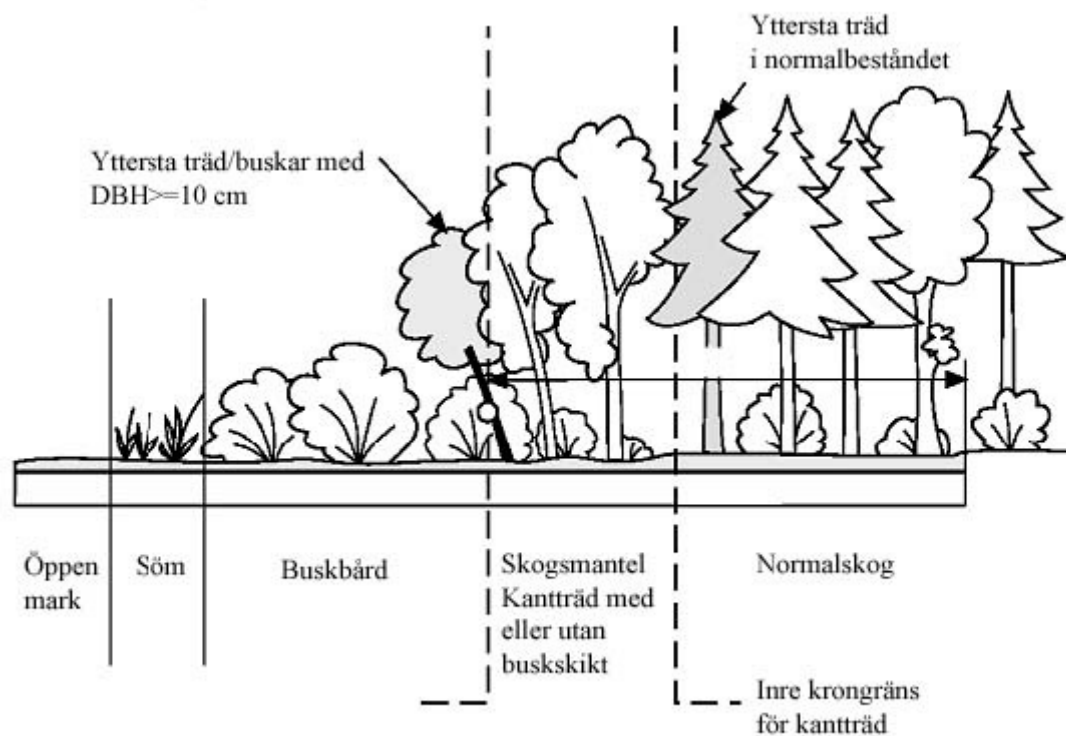 Yttersta träd
i normalbeståndet
Yttersta träd/buskar med
DBH>=10 cm
Öppen
mark
Söm
Buskbård
Skogsmantel
Kantträd med
eller utan
buskskikt
Normalskog
Inre krongräns
för kantträd